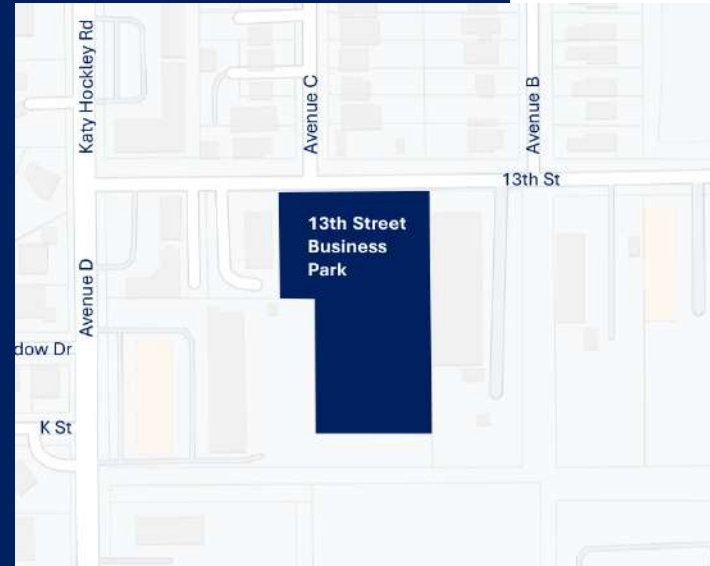 Katy Hockley Rd
Avenue C
Avenue B
13th St
13th Street
Business
Park
Avenue D
dow Dr
K St